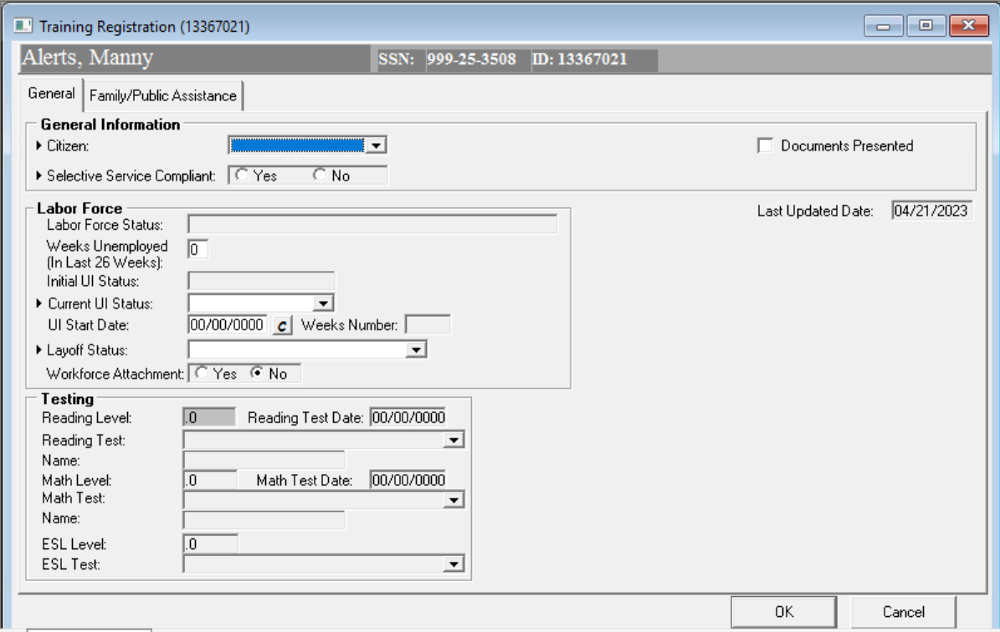 Training Registration (13367021)
Alerts, Manny SSN: 999-25-3508 ID: 13367021
General Family/Public Assistance
General Information
Citizen: Documents Presented
Selective Service Compliant: Yes No
Labor Force
Last Updated Date: 04/21/2023
Labor Force Status:
Weeks Unemployed
(In Last 26 Weeks): 0
Initial UI Status:
Current UI Status:
UI Start Date: 00/00/0000 C Weeks Number:
Layoff Status:
Workforce Attachment: Yes No
Testing
Reading Level: .0 Reading Test Date: 00/00/0000
Reading Test:
Name:
Math Level: .0 Math Test Date: 00/00/0000
Math Test:
Name:
ESL Level: .0
ESL Test:
OK Cancel